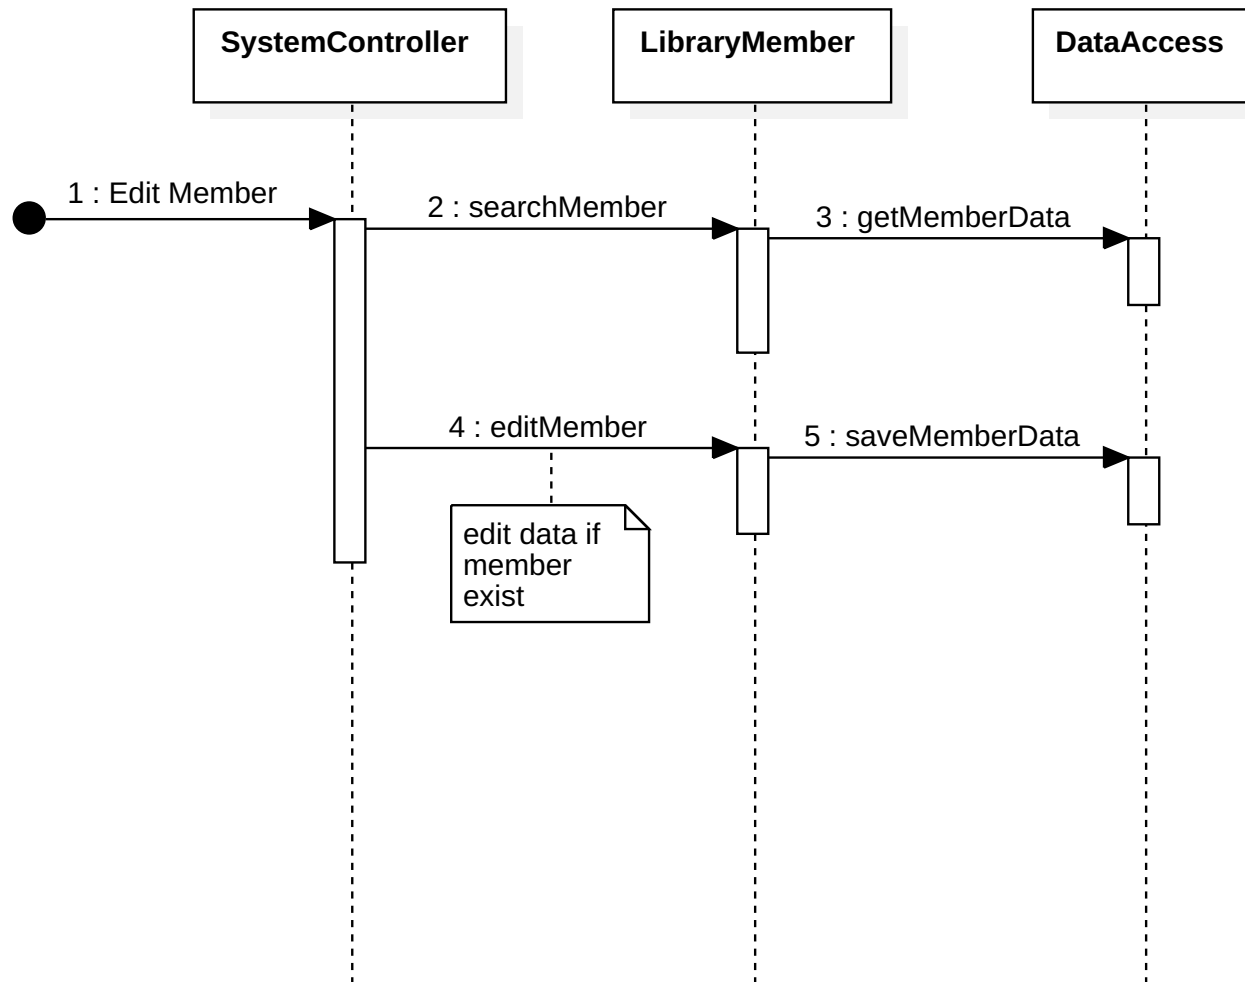 SystemController
LibraryMember
DataAccess
1 : Edit Member
2 : searchMember
3 : getMemberData
4 : editMember
5 : saveMemberData
edit data if
member
exist